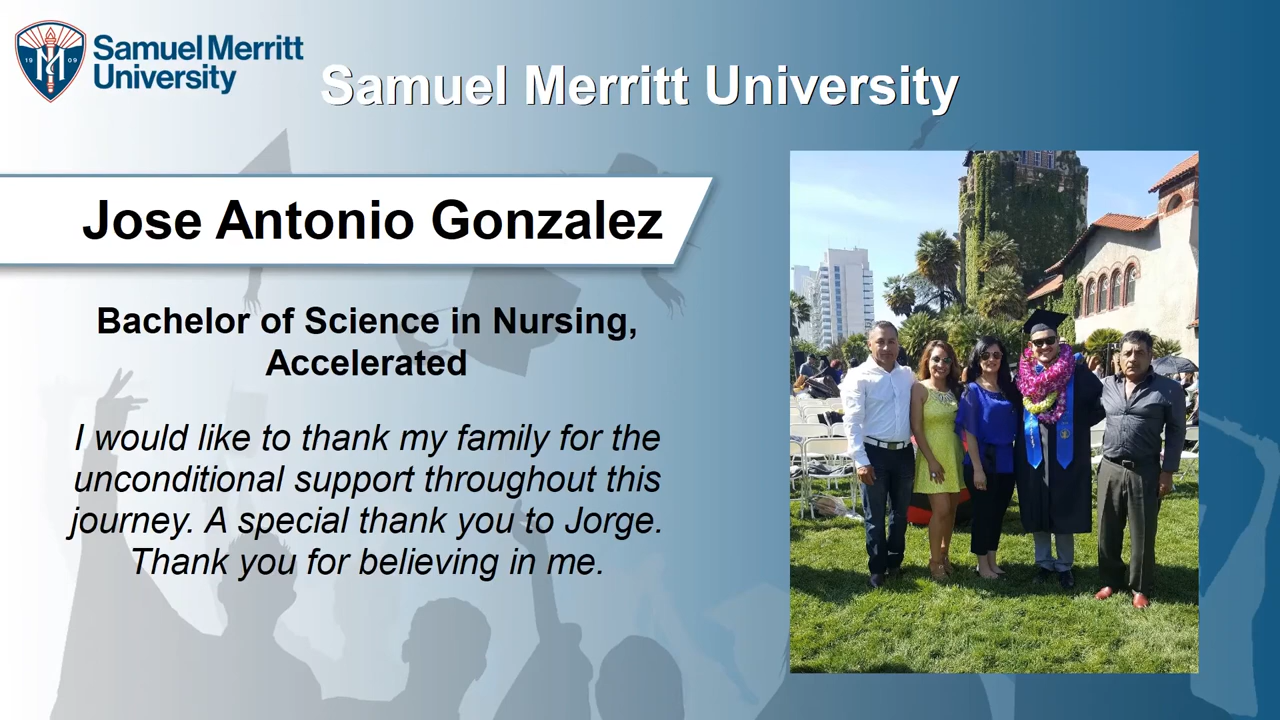 19 09
Samuel Merritt
University
Samuel Merritt University
Jose Antonio Gonzalez
Bachelor of Science in Nursing,
Accelerated
I would like to thank my family for the
unconditional support throughout this
journey. A special thank you to Jorge.
Thank you for believing in me.